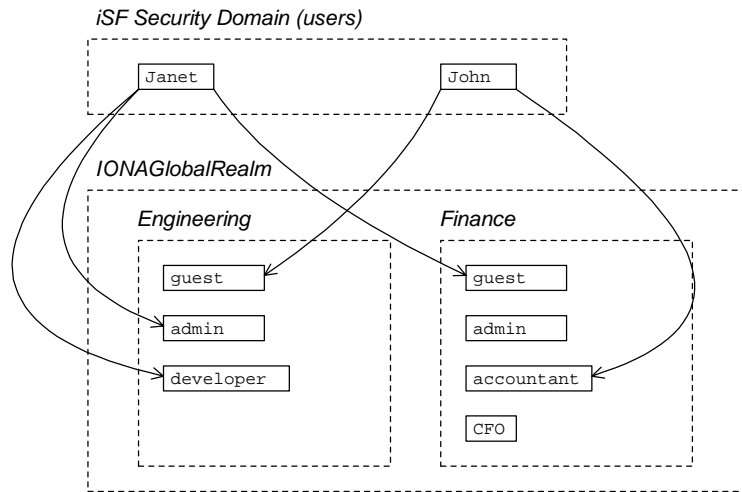 iSF Security Domain (users)
Janet John
IONAGlobalRealm
Engineering Finance
guest guest
admin admin
developer accountant
CFO